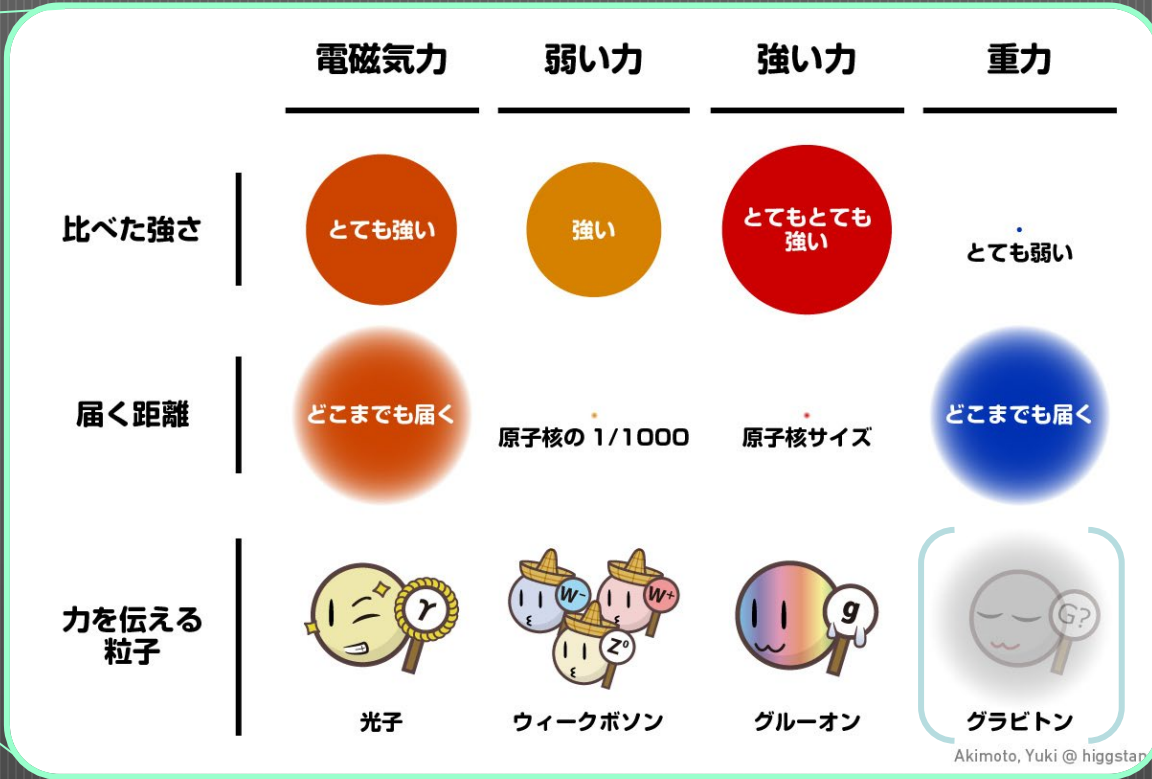 電磁気力
弱い力
強い力
重力
比べた強さ
とても強い
強い
とてもとても
強い
とても弱い
届く距離
どこまでも届く
原子核の 1/1000
原子核サイズ
どこまでも届く
力を伝える
粒子
γ
W-
W+
Z⁰
g
G?
光子
ウィークボソン
グルーオン
グラビトン
Akimoto, Yuki @ higgstan